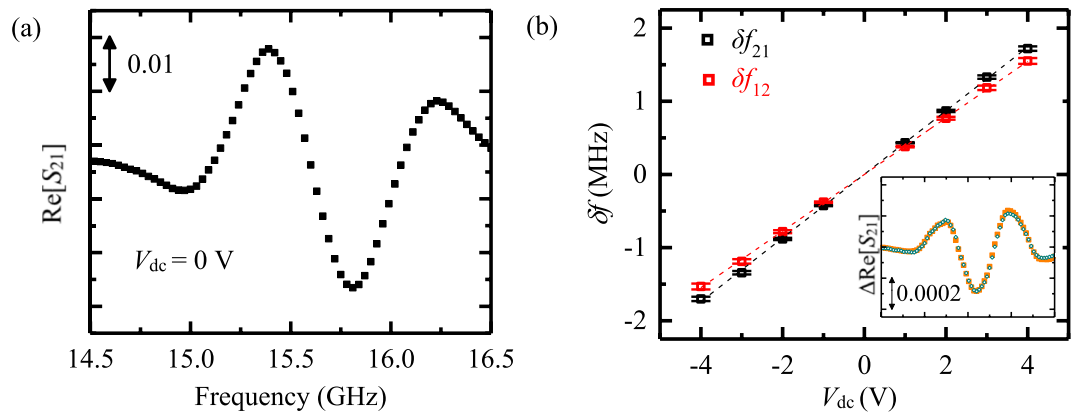 (a)
0.01
Re[S21]
Vdc = 0 V
14.5 15.0 15.5 16.0 16.5
Frequency (GHz)
(b)
δf21
δf12
2
1
0
-1
-2
δf (MHz)
ΔRe[S21]
0.0002
-4 -2 0 2 4
Vdc (V)